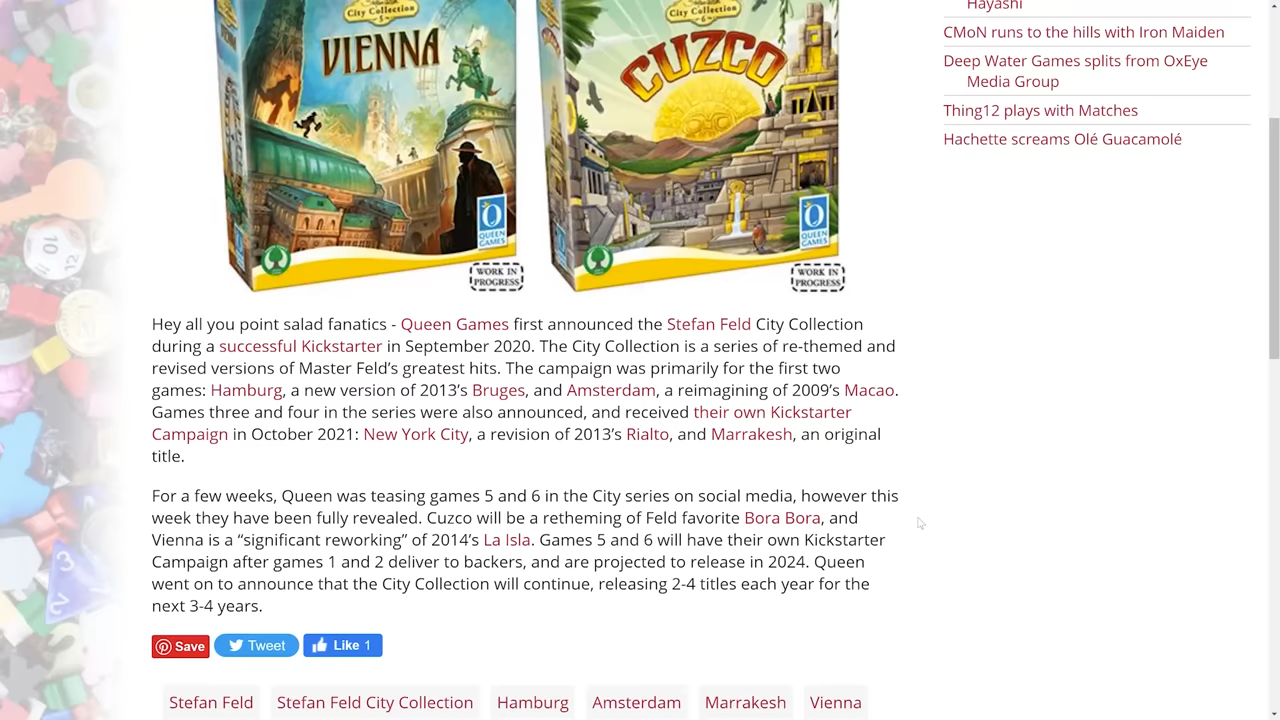 City Collection
5
VIENNA
QUEEN
GAMES
WORK IN
PROGRESS
City Collection
6
CUZCO
QUEEN
GAMES
WORK IN
PROGRESS
Hayashi
CMoN runs to the hills with Iron Maiden
Deep Water Games splits from OxEye
Media Group
Thing12 plays with Matches
Hachette screams Olé Guacamolé
Hey all you point salad fanatics - Queen Games first announced the Stefan Feld City Collection
during a successful Kickstarter in September 2020. The City Collection is a series of re-themed and
revised versions of Master Feld’s greatest hits. The campaign was primarily for the first two
games: Hamburg, a new version of 2013’s Bruges, and Amsterdam, a reimagining of 2009’s Macao.
Games three and four in the series were also announced, and received their own Kickstarter
Campaign in October 2021: New York City, a revision of 2013’s Rialto, and Marrakesh, an original
title.
For a few weeks, Queen was teasing games 5 and 6 in the City series on social media, however this
week they have been fully revealed. Cuzco will be a retheming of Feld favorite Bora Bora, and
Vienna is a “significant reworking” of 2014’s La Isla. Games 5 and 6 will have their own Kickstarter
Campaign after games 1 and 2 deliver to backers, and are projected to release in 2024. Queen
went on to announce that the City Collection will continue, releasing 2-4 titles each year for the
next 3-4 years.
Save
Tweet
Like 1
Stefan Feld
Stefan Feld City Collection
Hamburg
Amsterdam
Marrakesh
Vienna